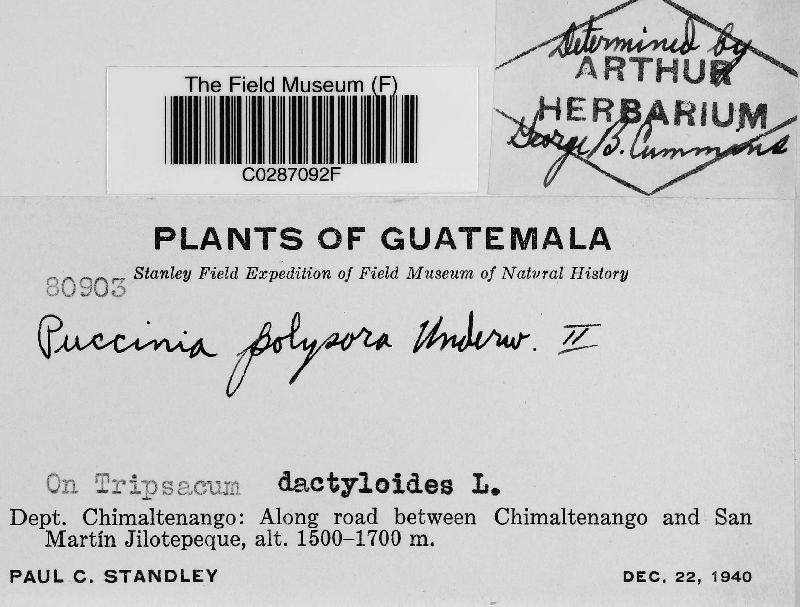 The Field Museum (F)
C0287092F
Determined by
ARTHUR
HERBARIUM
George B. Cummins
PLANTS OF GUATEMALA
Stanley Field Expedition of Field Museum of Natural History
80903
Puccinia polysora Underw. II
On Tripsacum dactyloides L.
Dept. Chimaltenango: Along road between Chimaltenango and San
Martín Jilotepeque, alt. 1500–1700 m.
PAUL C. STANDLEY DEC. 22, 1940